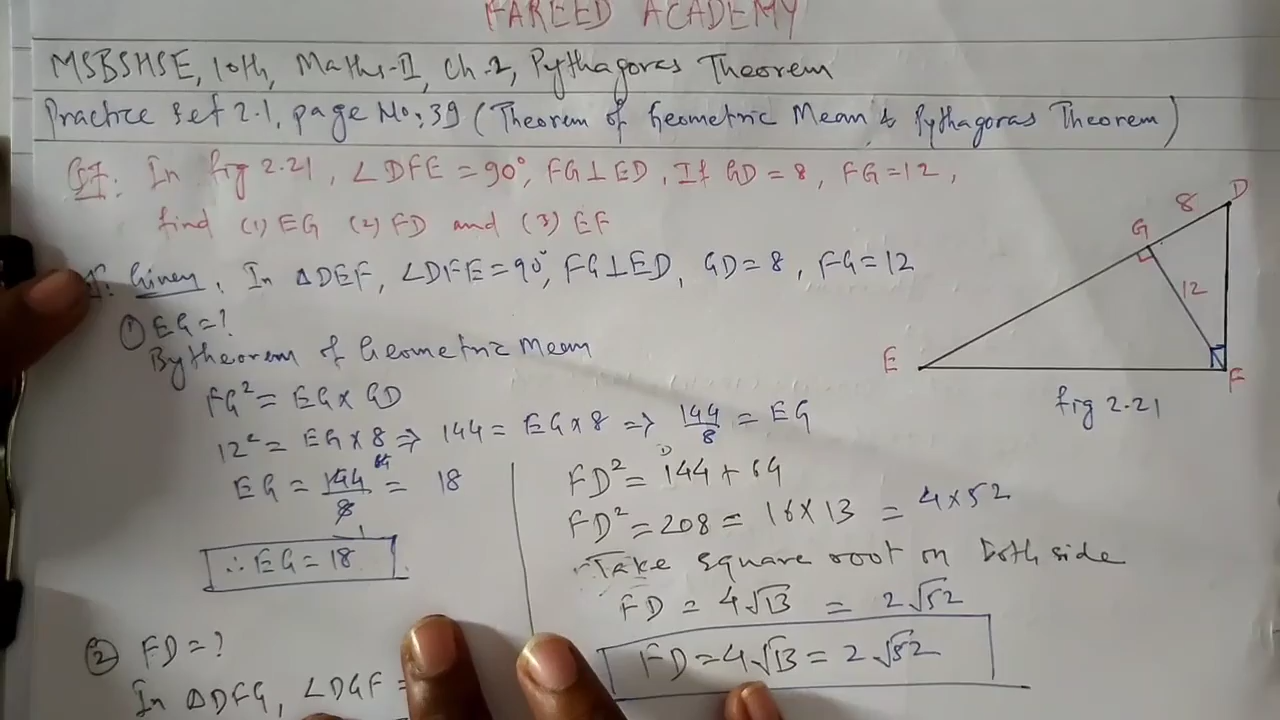 FAREED ACADEMY
MSBSHSE, 10th, Maths-II, Ch-2, Pythagoras Theorem
Practice Set 2.1, page No:39 (Theorem of Geometric Mean & Pythagoras Theorem)
In fig 2.21, ∠DFE = 90°, FG⊥ED, If GD = 8, FG = 12,
find (1) EG (2) FD and (3) EF
Given, In ΔDEF, ∠DFE = 90°, FG⊥ED, GD = 8, FG = 12
① EG = ?
By theorem of Geometric Mean
FG² = EG × GD
12² = EG × 8 ⇒ 144 = EG × 8 ⇒ 144/8 = EG
EG = 144/8 = 18
∴ EG = 18
② FD = ?
In ΔDFG, ∠DGF =
FD² = 144 + 64
FD² = 208 = 16 × 13 = 4 × 52
Take square root on both side
FD = 4√13 = 2√52
FD = 4√13 = 2√52
D
8
G
12
E
F
fig 2.21